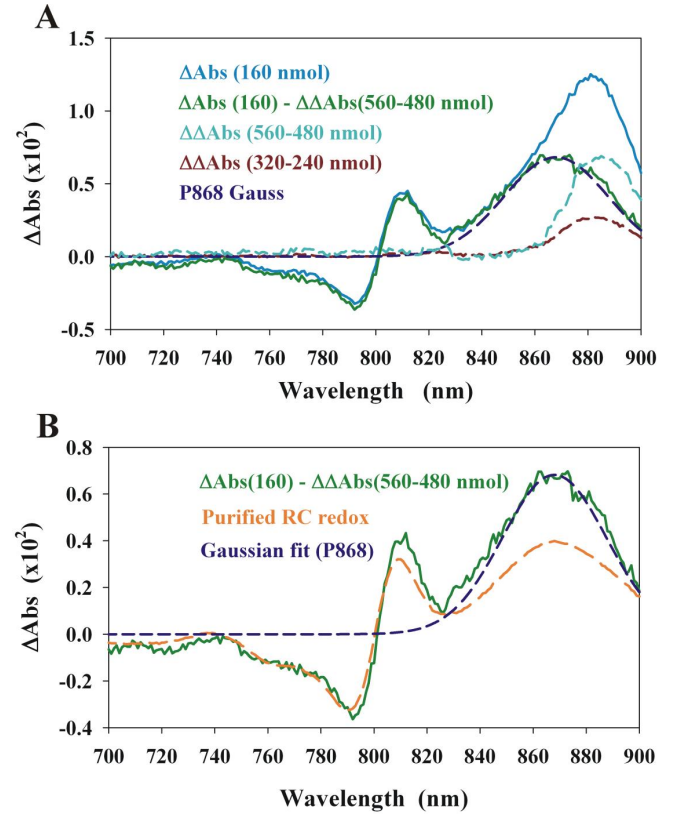 A
1.5
1.0
0.5
0.0
-0.5
ΔAbs (x10²)
ΔAbs (160 nmol)
ΔAbs (160) - ΔΔAbs(560-480 nmol)
ΔΔAbs (560-480 nmol)
ΔΔAbs (320-240 nmol)
P868 Gauss
700 720 740 760 780 800 820 840 860 880 900
Wavelength (nm)
B
0.8
0.6
0.4
0.2
0.0
-0.2
-0.4
ΔAbs (x10²)
ΔAbs(160) - ΔΔAbs(560-480 nmol)
Purified RC redox
Gaussian fit (P868)
700 720 740 760 780 800 820 840 860 880 900
Wavelength (nm)